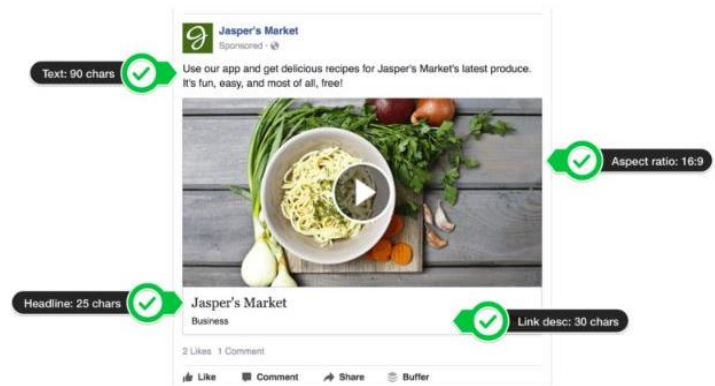 Jasper's Market
Sponsored ·
Text: 90 chars
Use our app and get delicious recipes for Jasper's Market's latest produce.
It's fun, easy, and most of all, free!
Aspect ratio: 16:9
Headline: 25 chars
Jasper's Market
Business
Link desc: 30 chars
2 Likes 1 Comment
Like Comment Share Buffer